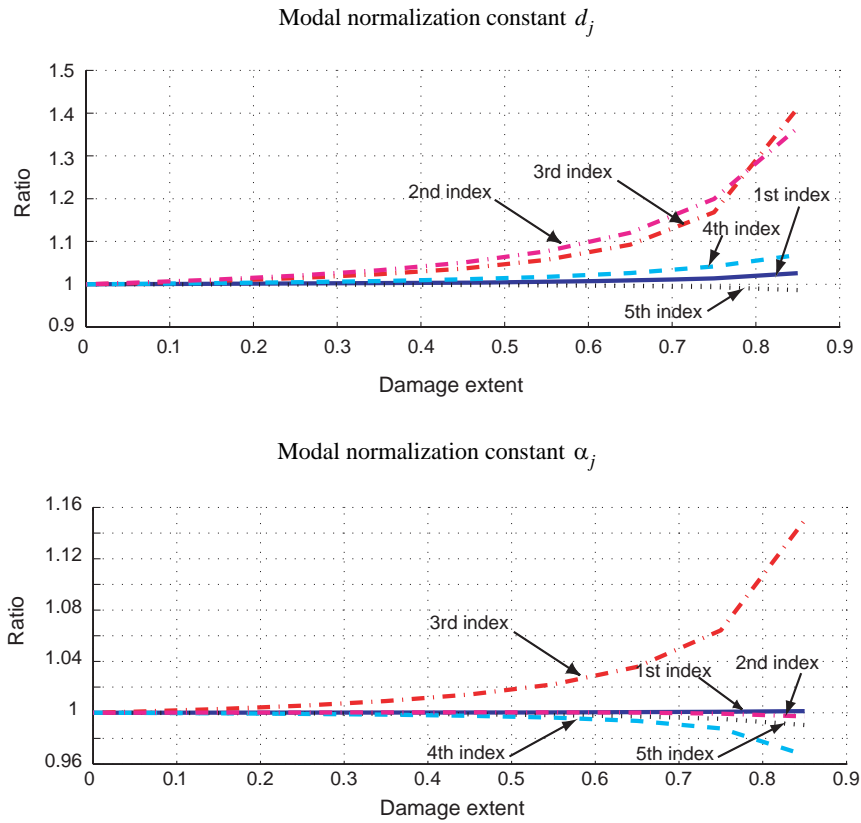 Modal normalization constant d_j
1.5
1.4
1.3
1.2
1.1
1
0.9
Ratio
3rd index
2nd index
1st index
4th index
5th index
0 0.1 0.2 0.3 0.4 0.5 0.6 0.7 0.8 0.9
Damage extent
Modal normalization constant α_j
1.16
1.12
1.08
1.04
1
0.96
Ratio
3rd index
2nd index
1st index
4th index
5th index
0 0.1 0.2 0.3 0.4 0.5 0.6 0.7 0.8 0.9
Damage extent